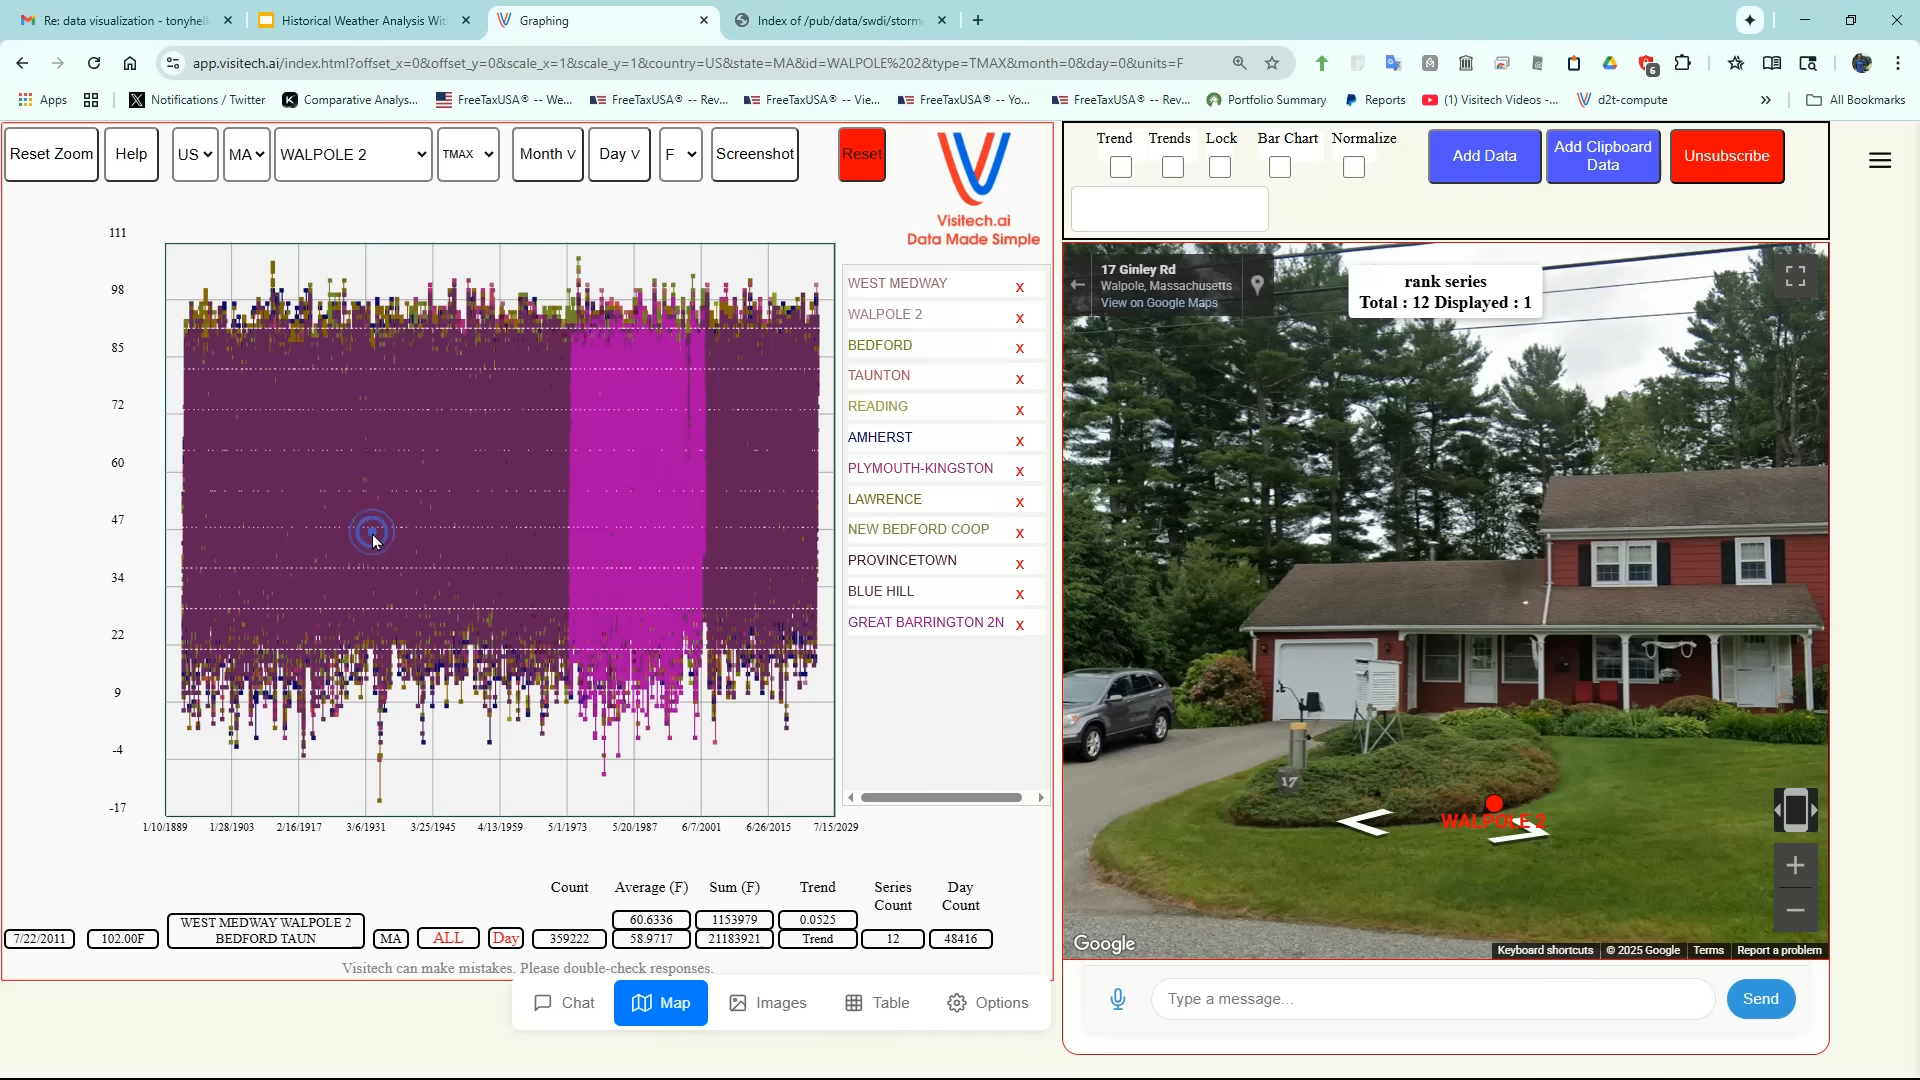 Re: data visualization - tonyhell
Historical Weather Analysis Wit
Graphing
Index of /pub/data/swdi/storm
app.visitech.ai/index.html?offset_x=0&offset_y=0&scale_x=1&scale_y=1&country=US&state=MA&id=WALPOLE%202&type=TMAX&month=0&day=0&units=F
6
Apps
Notifications / Twitter
Comparative Analys...
FreeTaxUSA® -- We...
FreeTaxUSA® -- Rev...
FreeTaxUSA® -- Vie...
FreeTaxUSA® -- Yo...
FreeTaxUSA® -- Rev...
Portfolio Summary
Reports
(1) Visitech Videos -...
d2t-compute
All Bookmarks
Reset Zoom
Help
US
MA
WALPOLE 2
TMAX
Month V
Day V
F
Screenshot
Reset
Visitech.ai
Data Made Simple
Trend
Trends
Lock
Bar Chart
Normalize
Add Data
Add Clipboard
Data
Unsubscribe
111
98
85
72
60
47
34
22
9
-4
-17
1/10/1889
1/28/1903
2/16/1917
3/6/1931
3/25/1945
4/13/1959
5/1/1973
5/20/1987
6/7/2001
6/26/2015
7/15/2029
WEST MEDWAY x
WALPOLE 2 x
BEDFORD x
TAUNTON x
READING x
AMHERST x
PLYMOUTH-KINGSTON x
LAWRENCE x
NEW BEDFORD COOP x
PROVINCETOWN x
BLUE HILL x
GREAT BARRINGTON 2N x
17 Ginley Rd
Walpole, Massachusetts
View on Google Maps
rank series
Total : 12 Displayed : 1
17
WALPOLE 2
Google
Keyboard shortcuts
© 2025 Google
Terms
Report a problem
Count
Average (F)
Sum (F)
Trend
Series
Count
Day
Count
60.6336
1153979
0.0525
7/22/2011
102.00F
WEST MEDWAY WALPOLE 2
BEDFORD TAUN
MA
ALL
Day
359222
58.9717
21183921
Trend
12
48416
Visitech can make mistakes. Please double-check responses.
Chat
Map
Images
Table
Options
Type a message...
Send